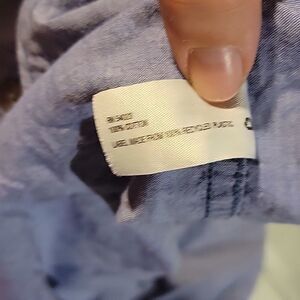 100% COTTON
LABEL MADE FROM 100% RECYCLED PLASTIC